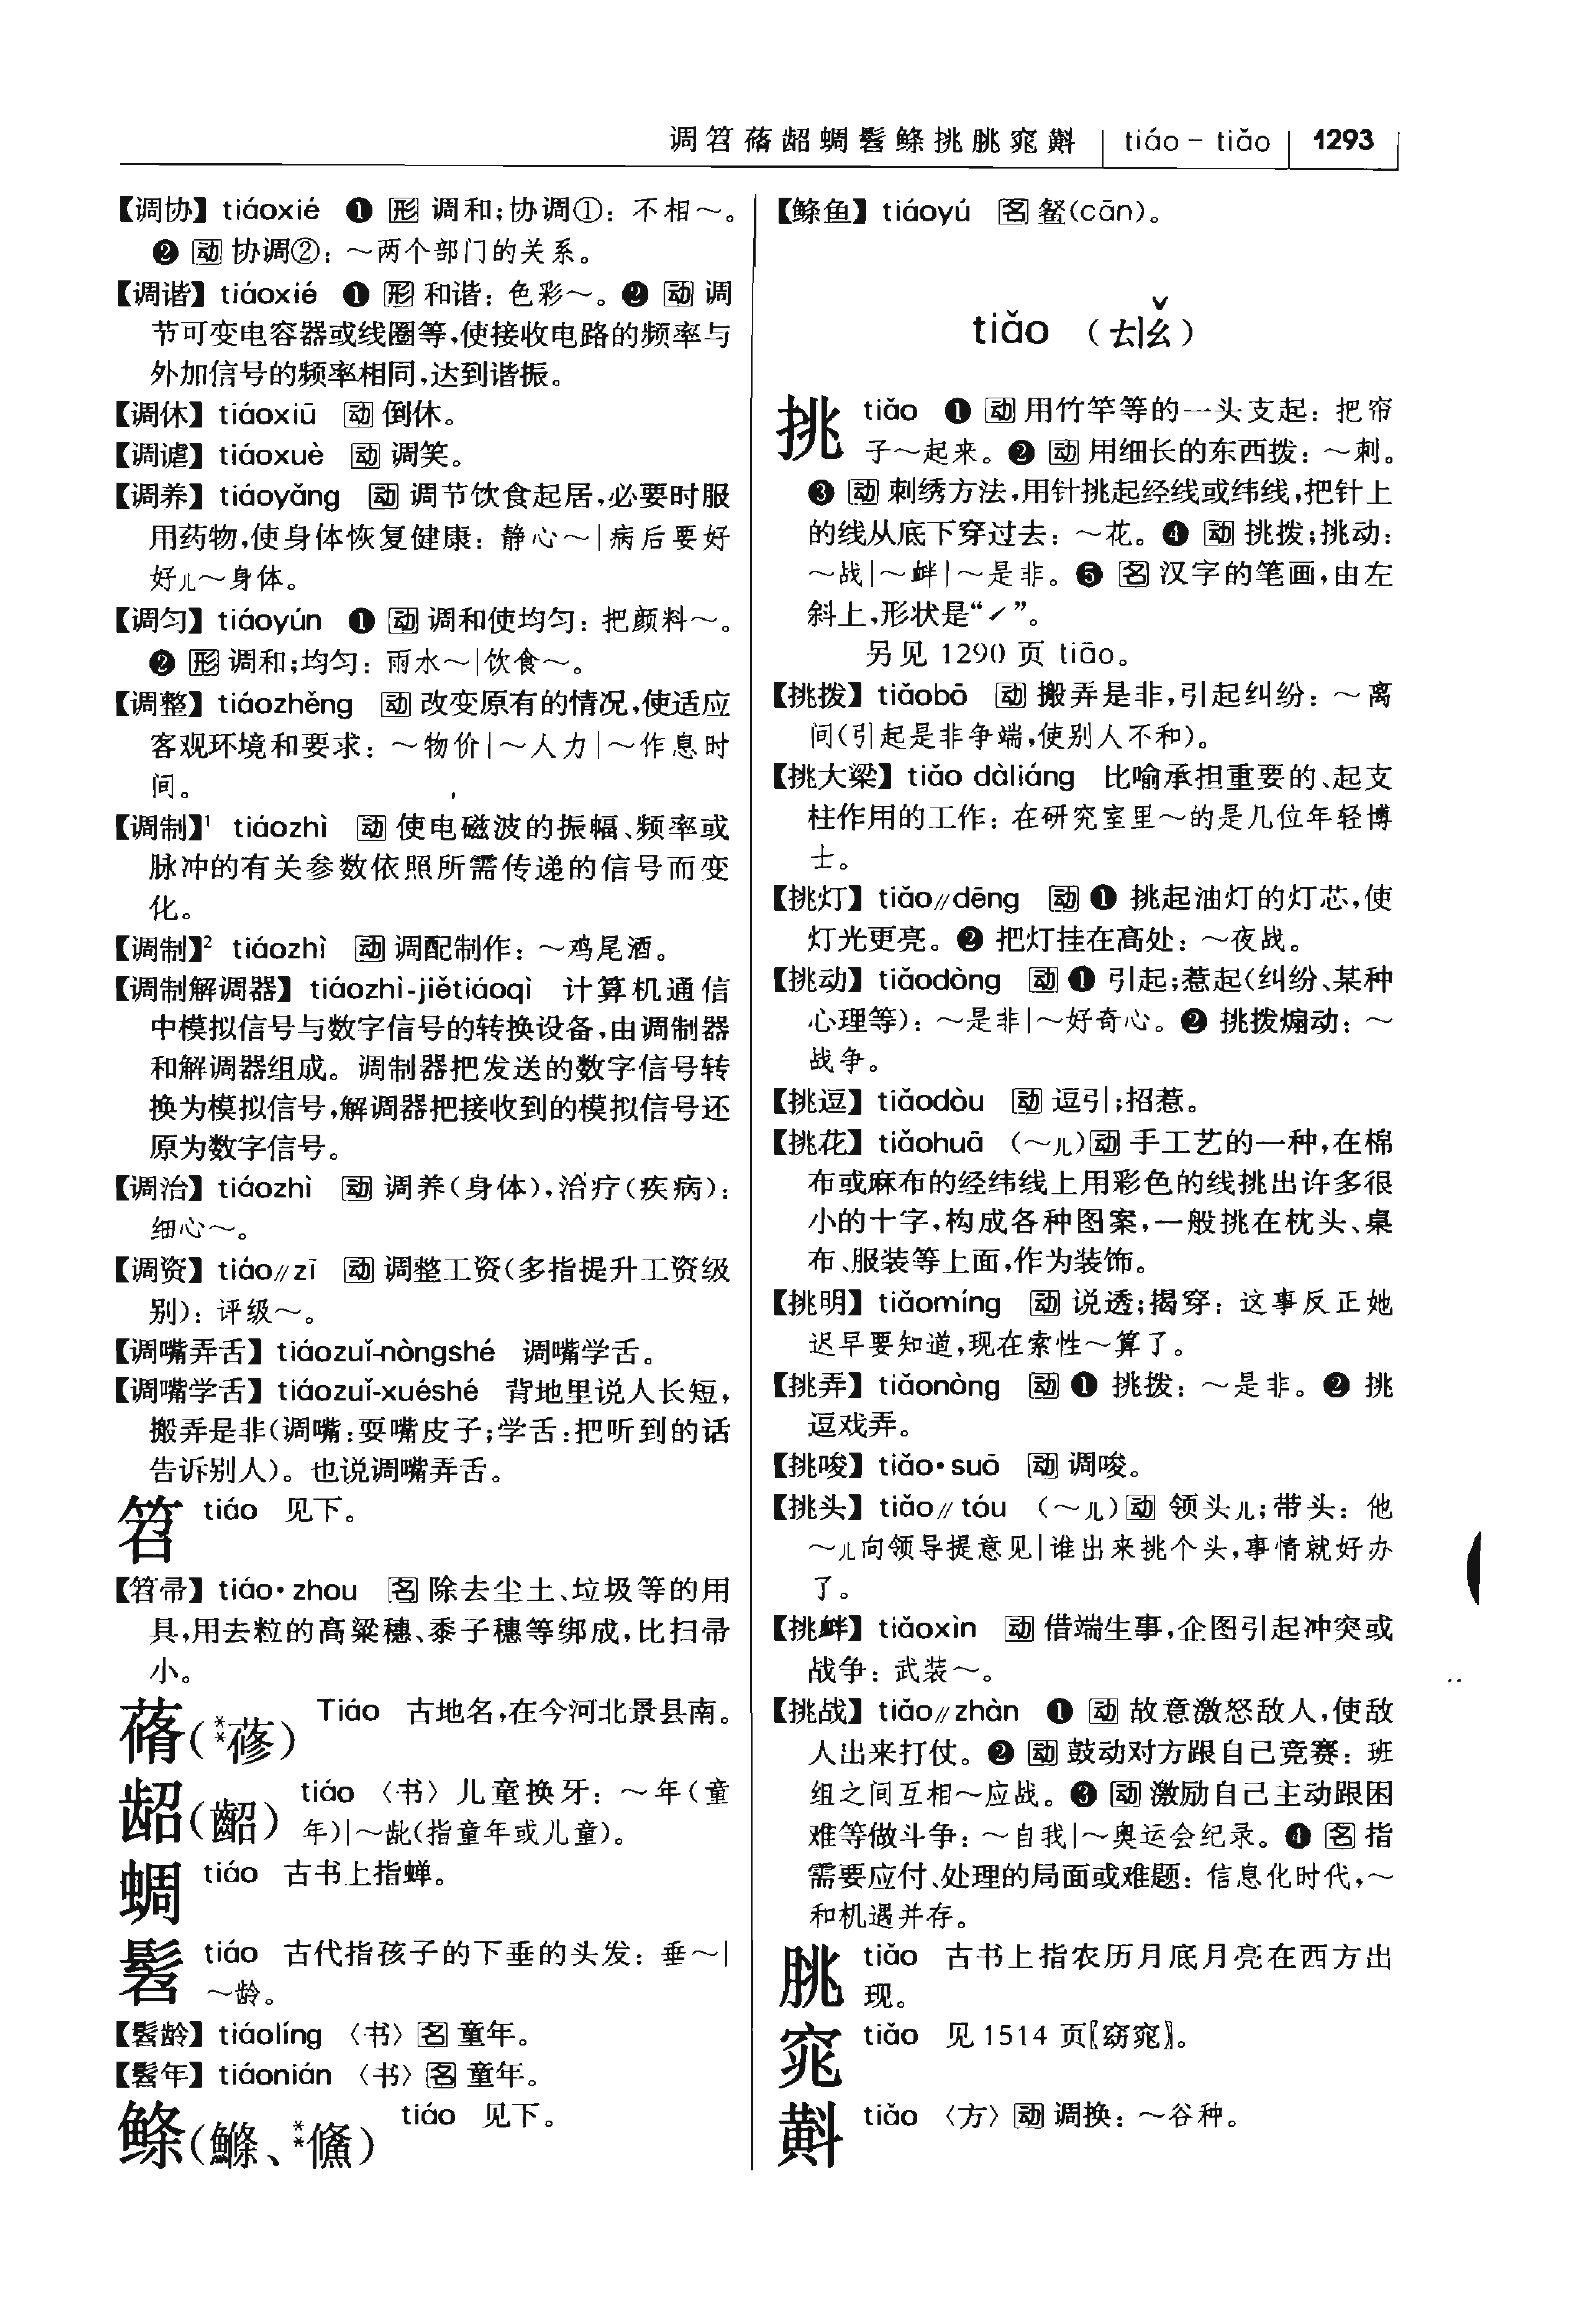 调笤蓨龆蜩髫鲦挑朓窕斢 tiáo – tiǎo 1293
【调协】 tiáoxié ❶ 形 调和;协调①: 不相～。
❷ 动 协调②: ～两个部门的关系。
【调谐】 tiáoxié ❶ 形 和谐: 色彩～。❷ 动 调
节可变电容器或线圈等,使接收电路的频率与
外加信号的频率相同,达到谐振。
【调休】 tiáoxiū 动 倒休。
【调谑】 tiáoxuè 动 调笑。
【调养】 tiáoyǎng 动 调节饮食起居,必要时服
用药物,使身体恢复健康: 静心～|病后要好
好儿～身体。
【调匀】 tiáoyún ❶ 动 调和使均匀: 把颜料～。
❷ 形 调和;均匀: 雨水～|饮食～。
【调整】 tiáozhěng 动 改变原有的情况,使适应
客观环境和要求: ～物价|～人力|～作息时
间。
【调制】¹ tiáozhì 动 使电磁波的振幅、频率或
脉冲的有关参数依照所需传递的信号而变
化。
【调制】² tiáozhì 动 调配制作: ～鸡尾酒。
【调制解调器】 tiáozhì-jiětiáoqì 计算机通信
中模拟信号与数字信号的转换设备,由调制器
和解调器组成。调制器把发送的数字信号转
换为模拟信号,解调器把接收到的模拟信号还
原为数字信号。
【调治】 tiáozhì 动 调养(身体),治疗(疾病):
细心～。
【调资】 tiáo//zī 动 调整工资(多指提升工资级
别): 评级～。
【调嘴弄舌】 tiáozuǐ-nòngshé 调嘴学舌。
【调嘴学舌】 tiáozuǐ-xuéshé 背地里说人长短,
搬弄是非(调嘴:耍嘴皮子;学舌:把听到的话
告诉别人)。也说调嘴弄舌。
笤 tiáo 见下。
【笤帚】 tiáo•zhou 名 除去尘土、垃圾等的用
具,用去粒的高粱穗、黍子穗等绑成,比扫帚
小。
蓨(**蓚) Tiáo 古地名,在今河北景县南。
龆(齠) tiáo 〈书〉儿童换牙: ～年(童
年)|～龀(指童年或儿童)。
蜩 tiáo 古书上指蝉。
髫 tiáo 古代指孩子的下垂的头发: 垂～|
～龄。
【髫龄】 tiáolíng 〈书〉名 童年。
【髫年】 tiáonián 〈书〉名 童年。
鲦(鰷、**鯈) tiáo 见下。
【鲦鱼】 tiáoyú 名 䱗(cān)。
tiǎo (ㄊㄧㄠˇ)
挑 tiǎo ❶ 动 用竹竿等的一头支起: 把帘
子～起来。❷ 动 用细长的东西拨: ～刺。
❸ 动 刺绣方法,用针挑起经线或纬线,把针上
的线从底下穿过去: ～花。❹ 动 挑拨;挑动:
～战|～衅|～是非。❺ 名 汉字的笔画,由左
斜上,形状是“㇀”。
另见 1290 页 tiāo。
【挑拨】 tiǎobō 动 搬弄是非,引起纠纷: ～离
间(引起是非争端,使别人不和)。
【挑大梁】 tiǎo dàliáng 比喻承担重要的、起支
柱作用的工作: 在研究室里～的是几位年轻博
士。
【挑灯】 tiǎo//dēng 动 ❶ 挑起油灯的灯芯,使
灯光更亮。❷ 把灯挂在高处: ～夜战。
【挑动】 tiǎodòng 动 ❶ 引起;惹起(纠纷、某种
心理等): ～是非|～好奇心。❷ 挑拨煽动: ～
战争。
【挑逗】 tiǎodòu 动 逗引;招惹。
【挑花】 tiǎohuā (～儿)动 手工艺的一种,在棉
布或麻布的经纬线上用彩色的线挑出许多很
小的十字,构成各种图案,一般挑在枕头、桌
布、服装等上面,作为装饰。
【挑明】 tiǎomíng 动 说透;揭穿: 这事反正她
迟早要知道,现在索性～算了。
【挑弄】 tiǎonòng 动 ❶ 挑拨: ～是非。❷ 挑
逗戏弄。
【挑唆】 tiǎo•suō 动 调唆。
【挑头】 tiǎo//tóu (～儿)动 领头儿;带头: 他
～儿向领导提意见|谁出来挑个头,事情就好办
了。
【挑衅】 tiǎoxìn 动 借端生事,企图引起冲突或
战争: 武装～。
【挑战】 tiǎo//zhàn ❶ 动 故意激怒敌人,使敌
人出来打仗。❷ 动 鼓动对方跟自己竞赛: 班
组之间互相～应战。❸ 动 激励自己主动跟困
难等做斗争: ～自我|～奥运会纪录。❹ 名 指
需要应付、处理的局面或难题: 信息化时代,～
和机遇并存。
朓 tiǎo 古书上指农历月底月亮在西方出
现。
窕 tiǎo 见 1514 页〖窈窕〗。
斢 tiǎo 〈方〉动 调换: ～谷种。